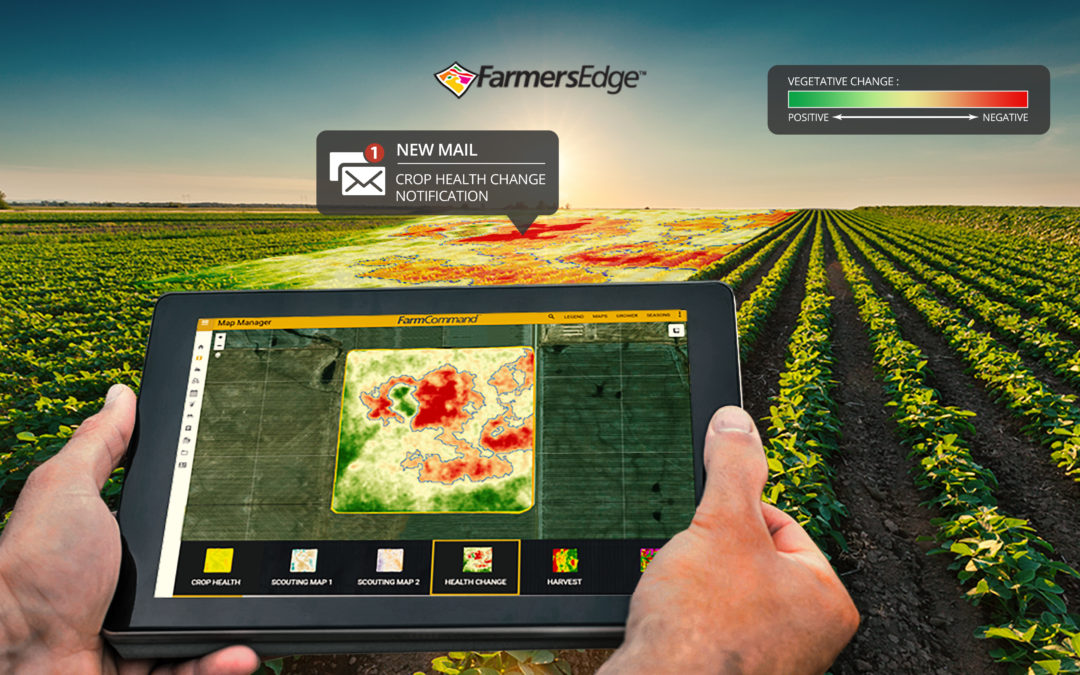 FarmersEdge™
VEGETATIVE CHANGE :
POSITIVE NEGATIVE
1
NEW MAIL
CROP HEALTH CHANGE
NOTIFICATION
Map Manager
FarmCommand
LEGEND MAPS GROWER SEASONS
CROP HEALTH
SCOUTING MAP 1
SCOUTING MAP 2
HEALTH CHANGE
HARVEST